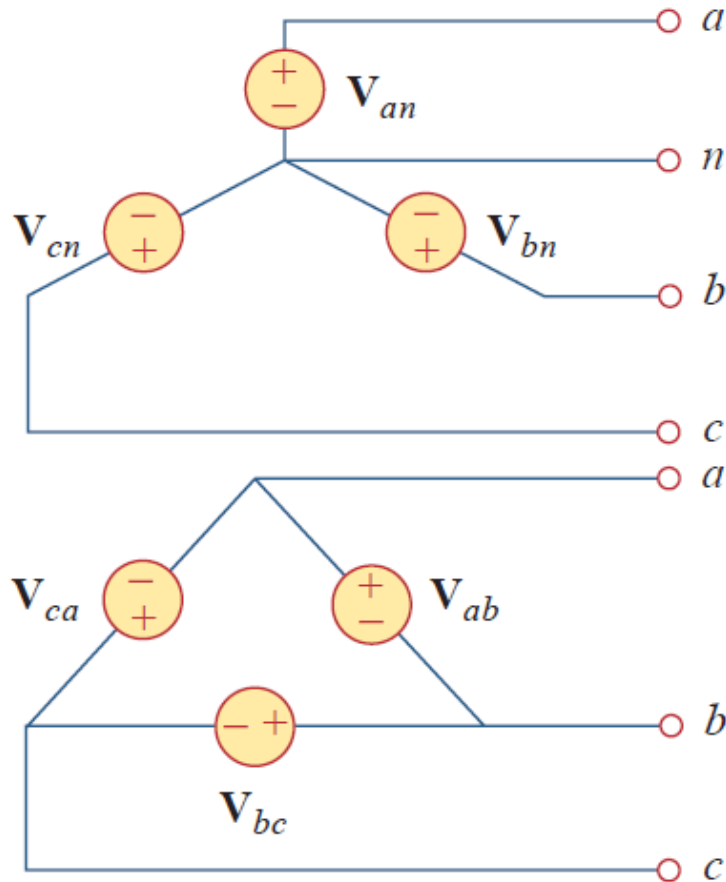 a
+
− V_an
n
V_cn − − V_bn
+ +
b
c
a
V_ca − + V_ab
+ −
− + b
V_bc
c